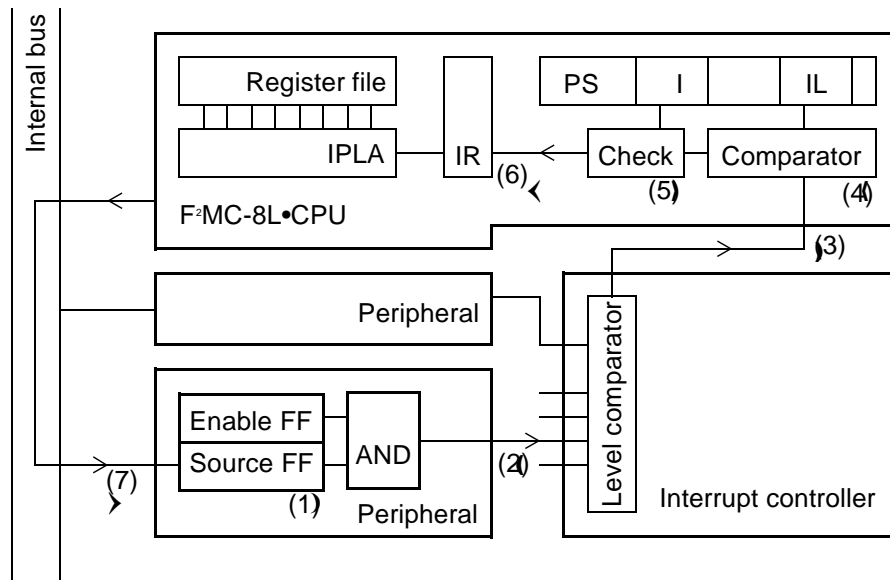 Internal bus
Register file
PS I IL
IPLA
IR
Check
Comparator
(6)
(5)
(4)
F²MC-8L•CPU
(3)
Peripheral
Level comparator
Enable FF
Source FF
AND
(7)
(1)
(2)
Peripheral
Interrupt controller